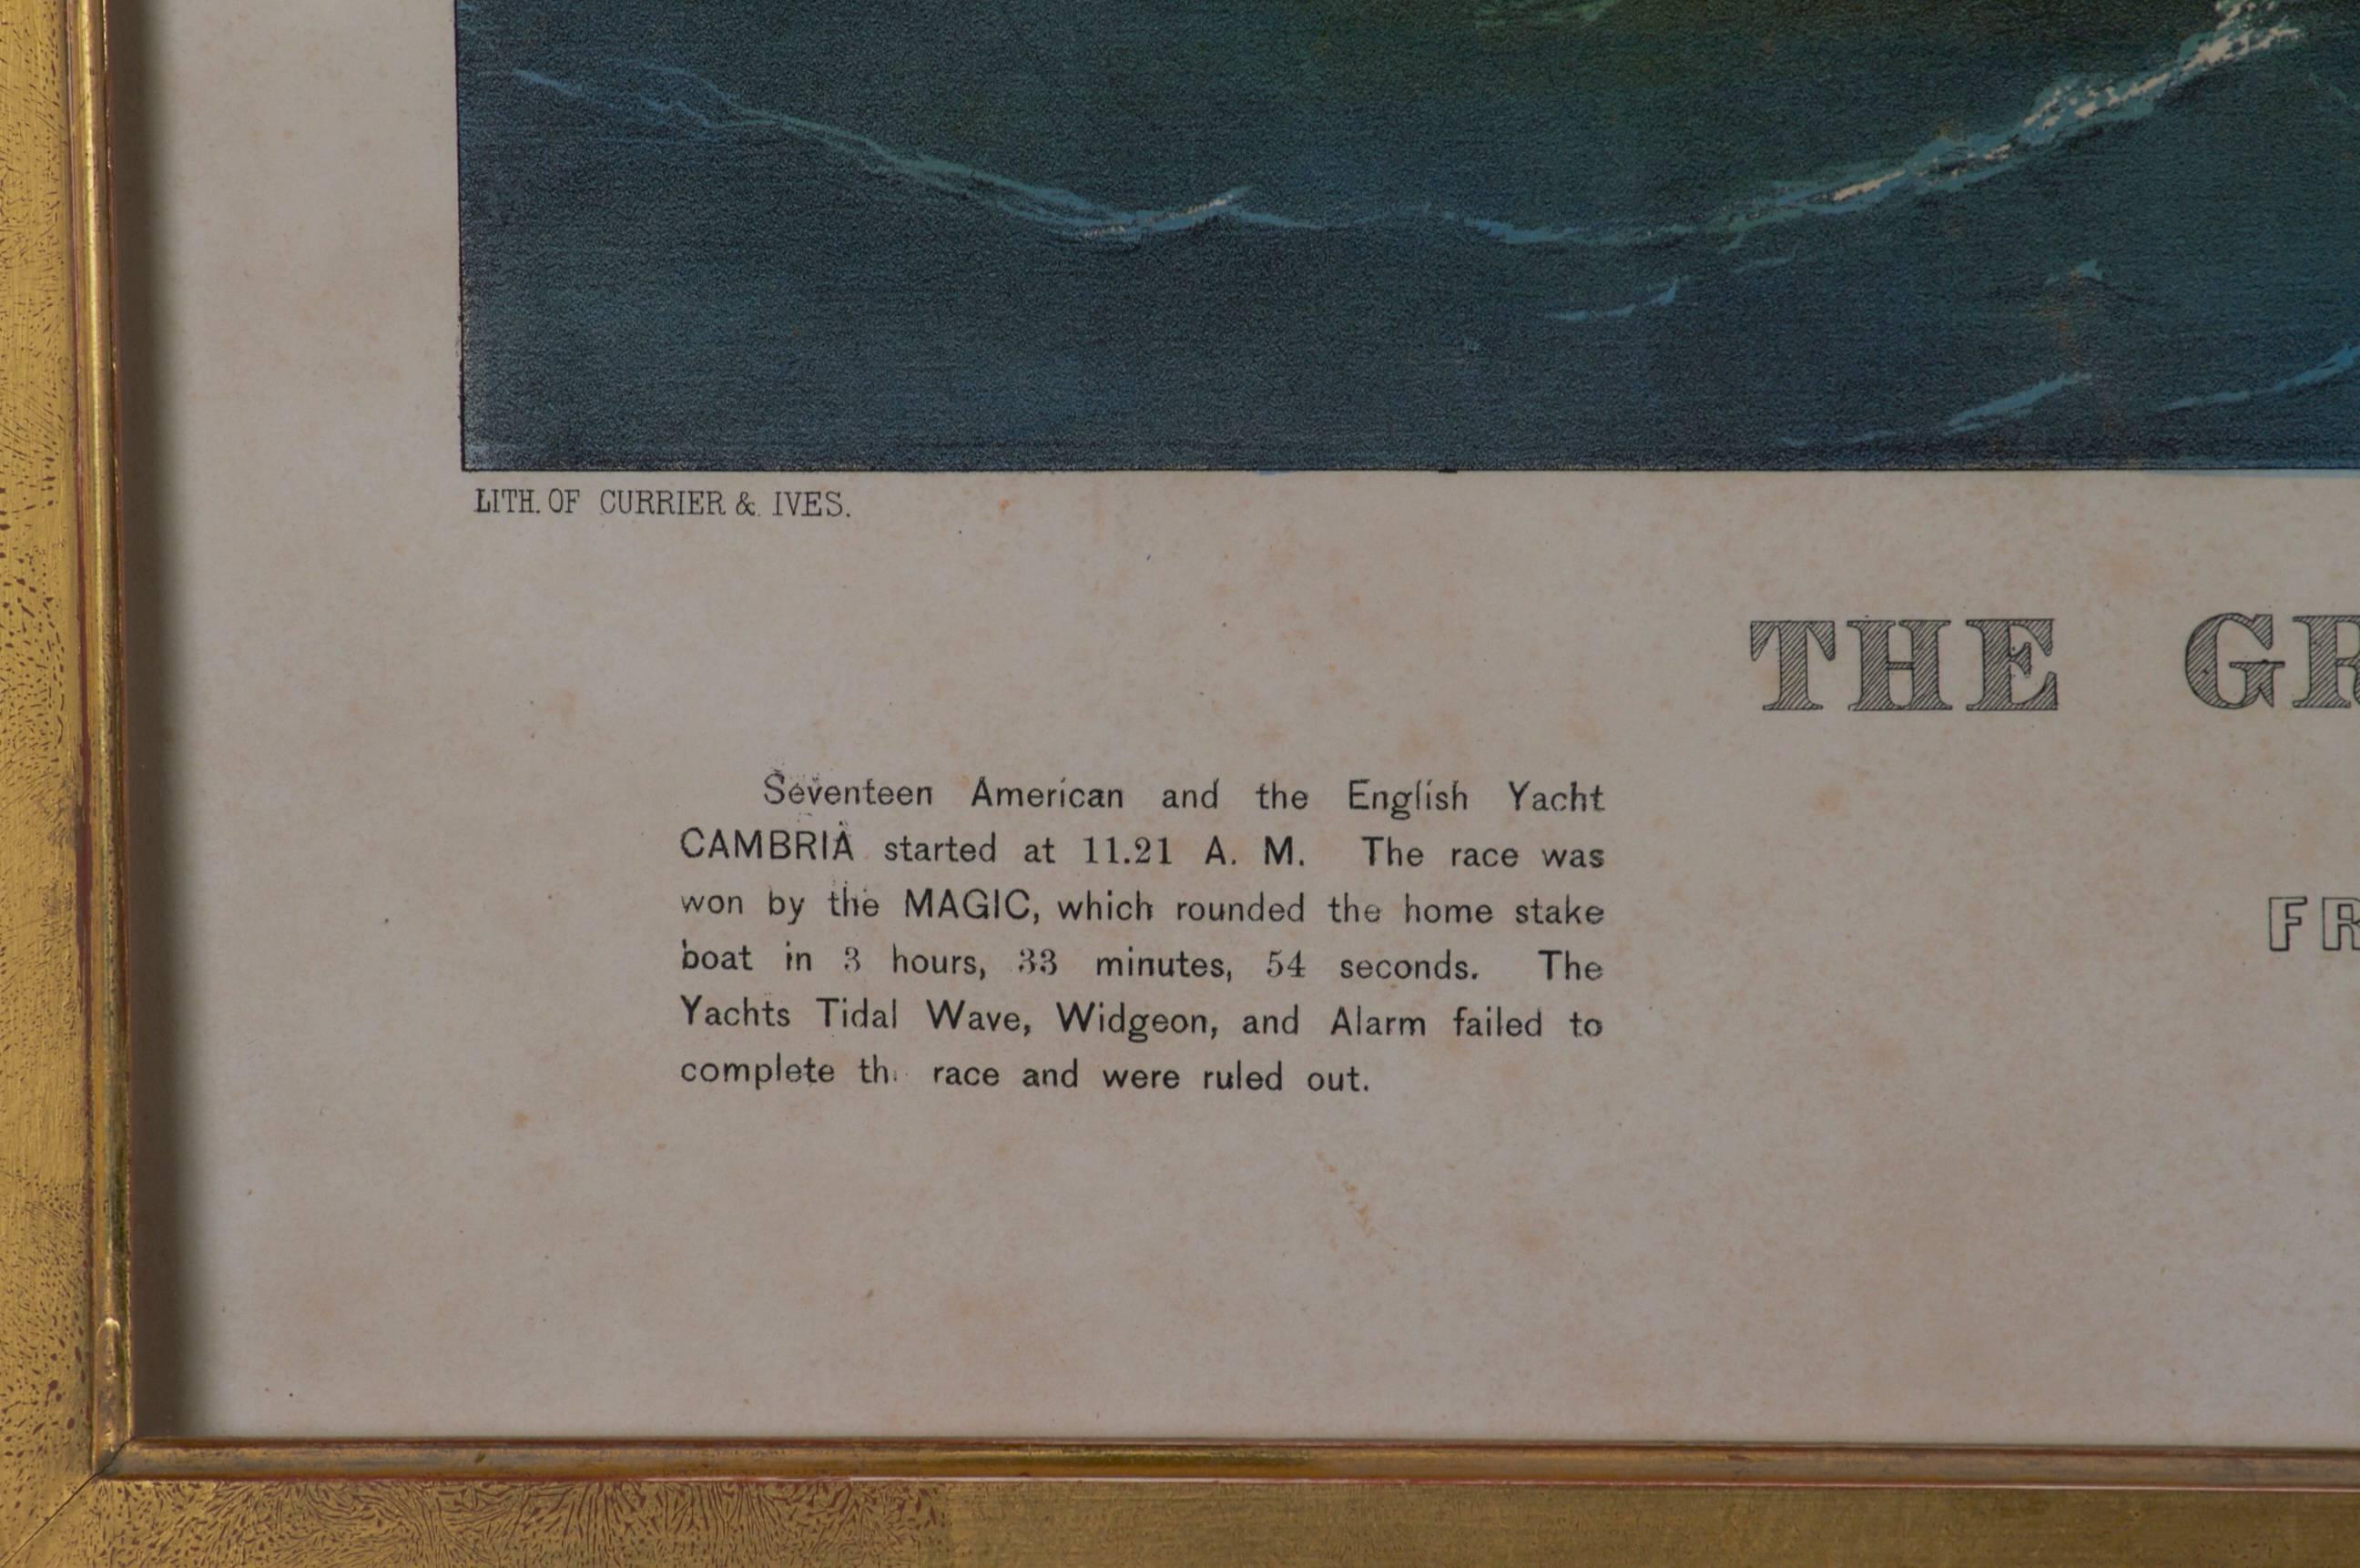 LITH. OF CURRIER & IVES.
THE GR
Seventeen American and the English Yacht
CAMBRIA started at 11.21 A. M. The race was
won by the MAGIC, which rounded the home stake
boat in 3 hours, 33 minutes, 54 seconds. The
Yachts Tidal Wave, Widgeon, and Alarm failed to
complete th race and were ruled out.
FR